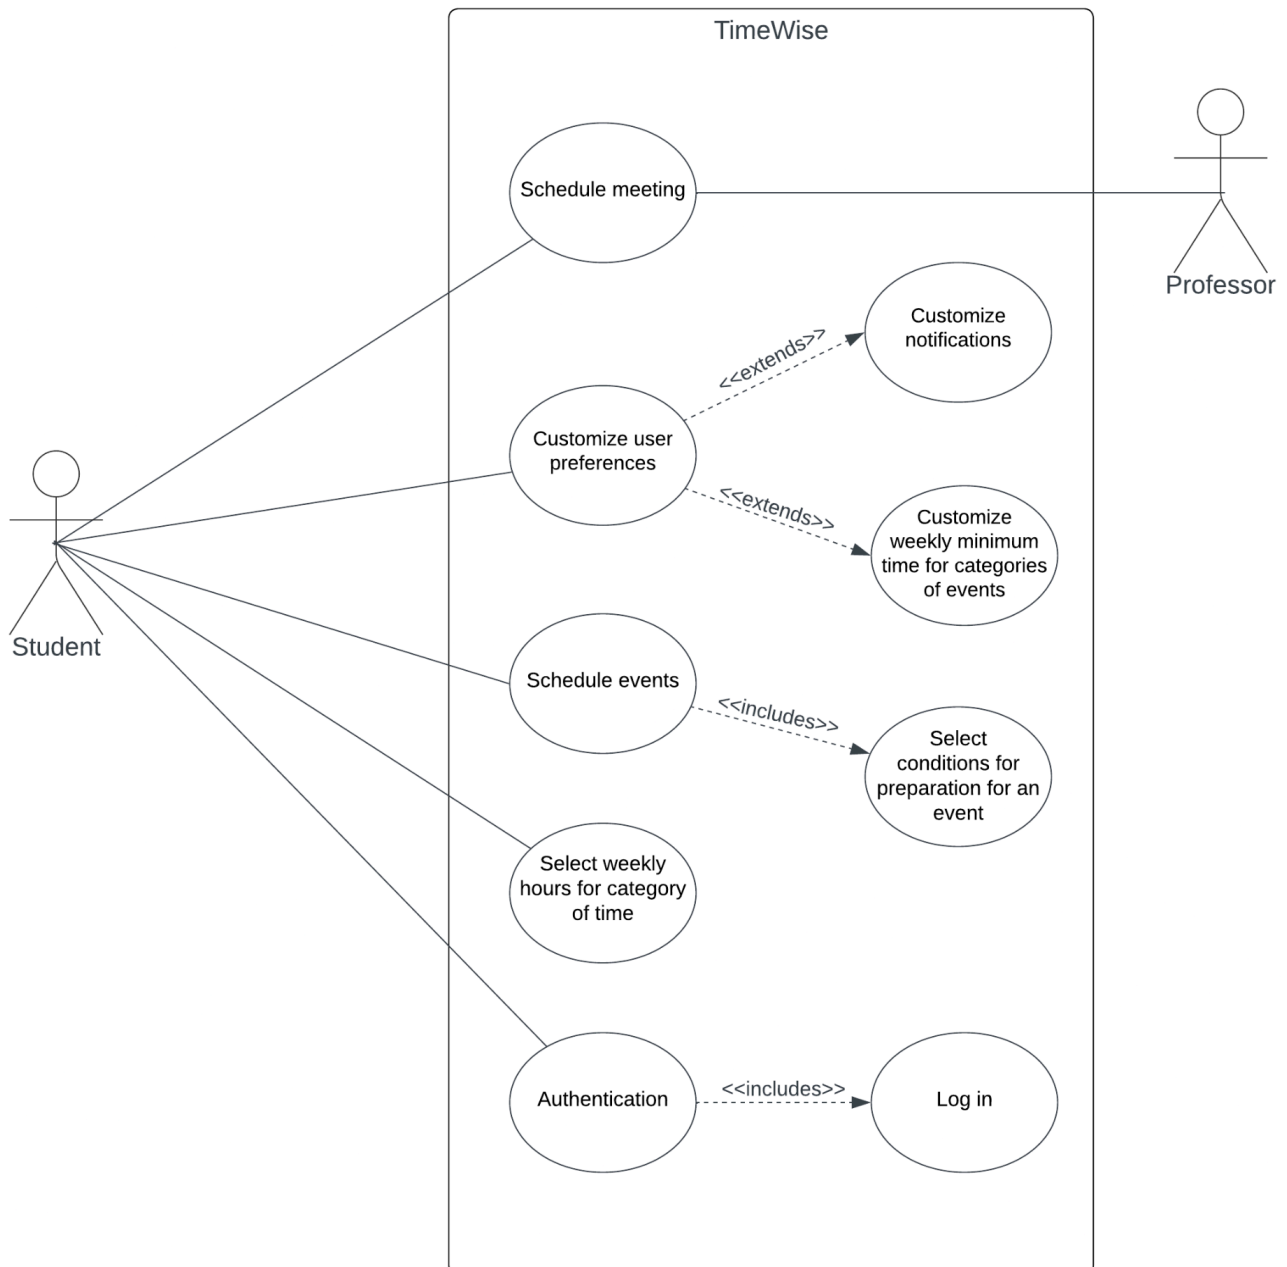 TimeWise
Schedule meeting
Professor
Customize
notifications
<<extends>>
Customize user
preferences
<<extends>>
Customize
weekly minimum
time for categories
of events
Student
Schedule events
<<includes>>
Select
conditions for
preparation for an
event
Select weekly
hours for category
of time
Authentication
<<includes>>
Log in